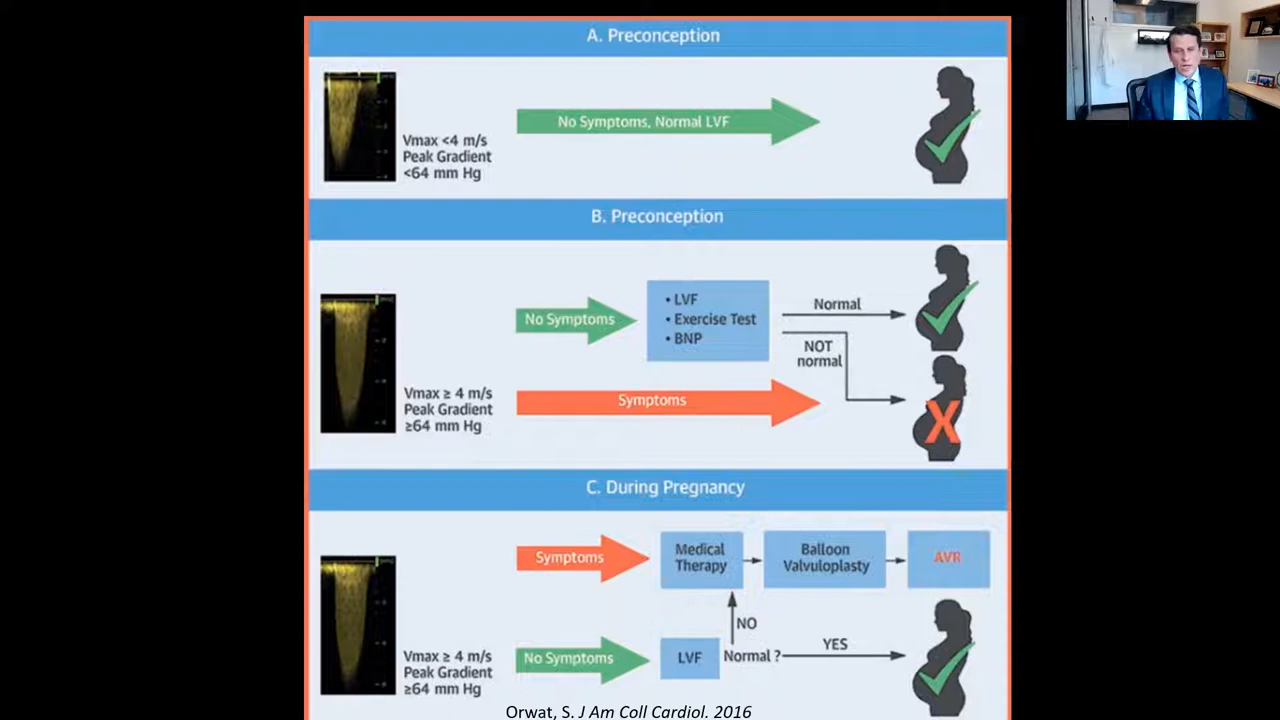 A. Preconception
Vmax <4 m/s
Peak Gradient
<64 mm Hg
No Symptoms, Normal LVF
B. Preconception
Vmax ≥ 4 m/s
Peak Gradient
≥64 mm Hg
No Symptoms
• LVF
• Exercise Test
• BNP
Normal
NOT
normal
Symptoms
X
C. During Pregnancy
Vmax ≥ 4 m/s
Peak Gradient
≥64 mm Hg
Symptoms
Medical
Therapy
Balloon
Valvuloplasty
AVR
NO
No Symptoms
LVF
Normal ?
YES
Orwat, S. J Am Coll Cardiol. 2016